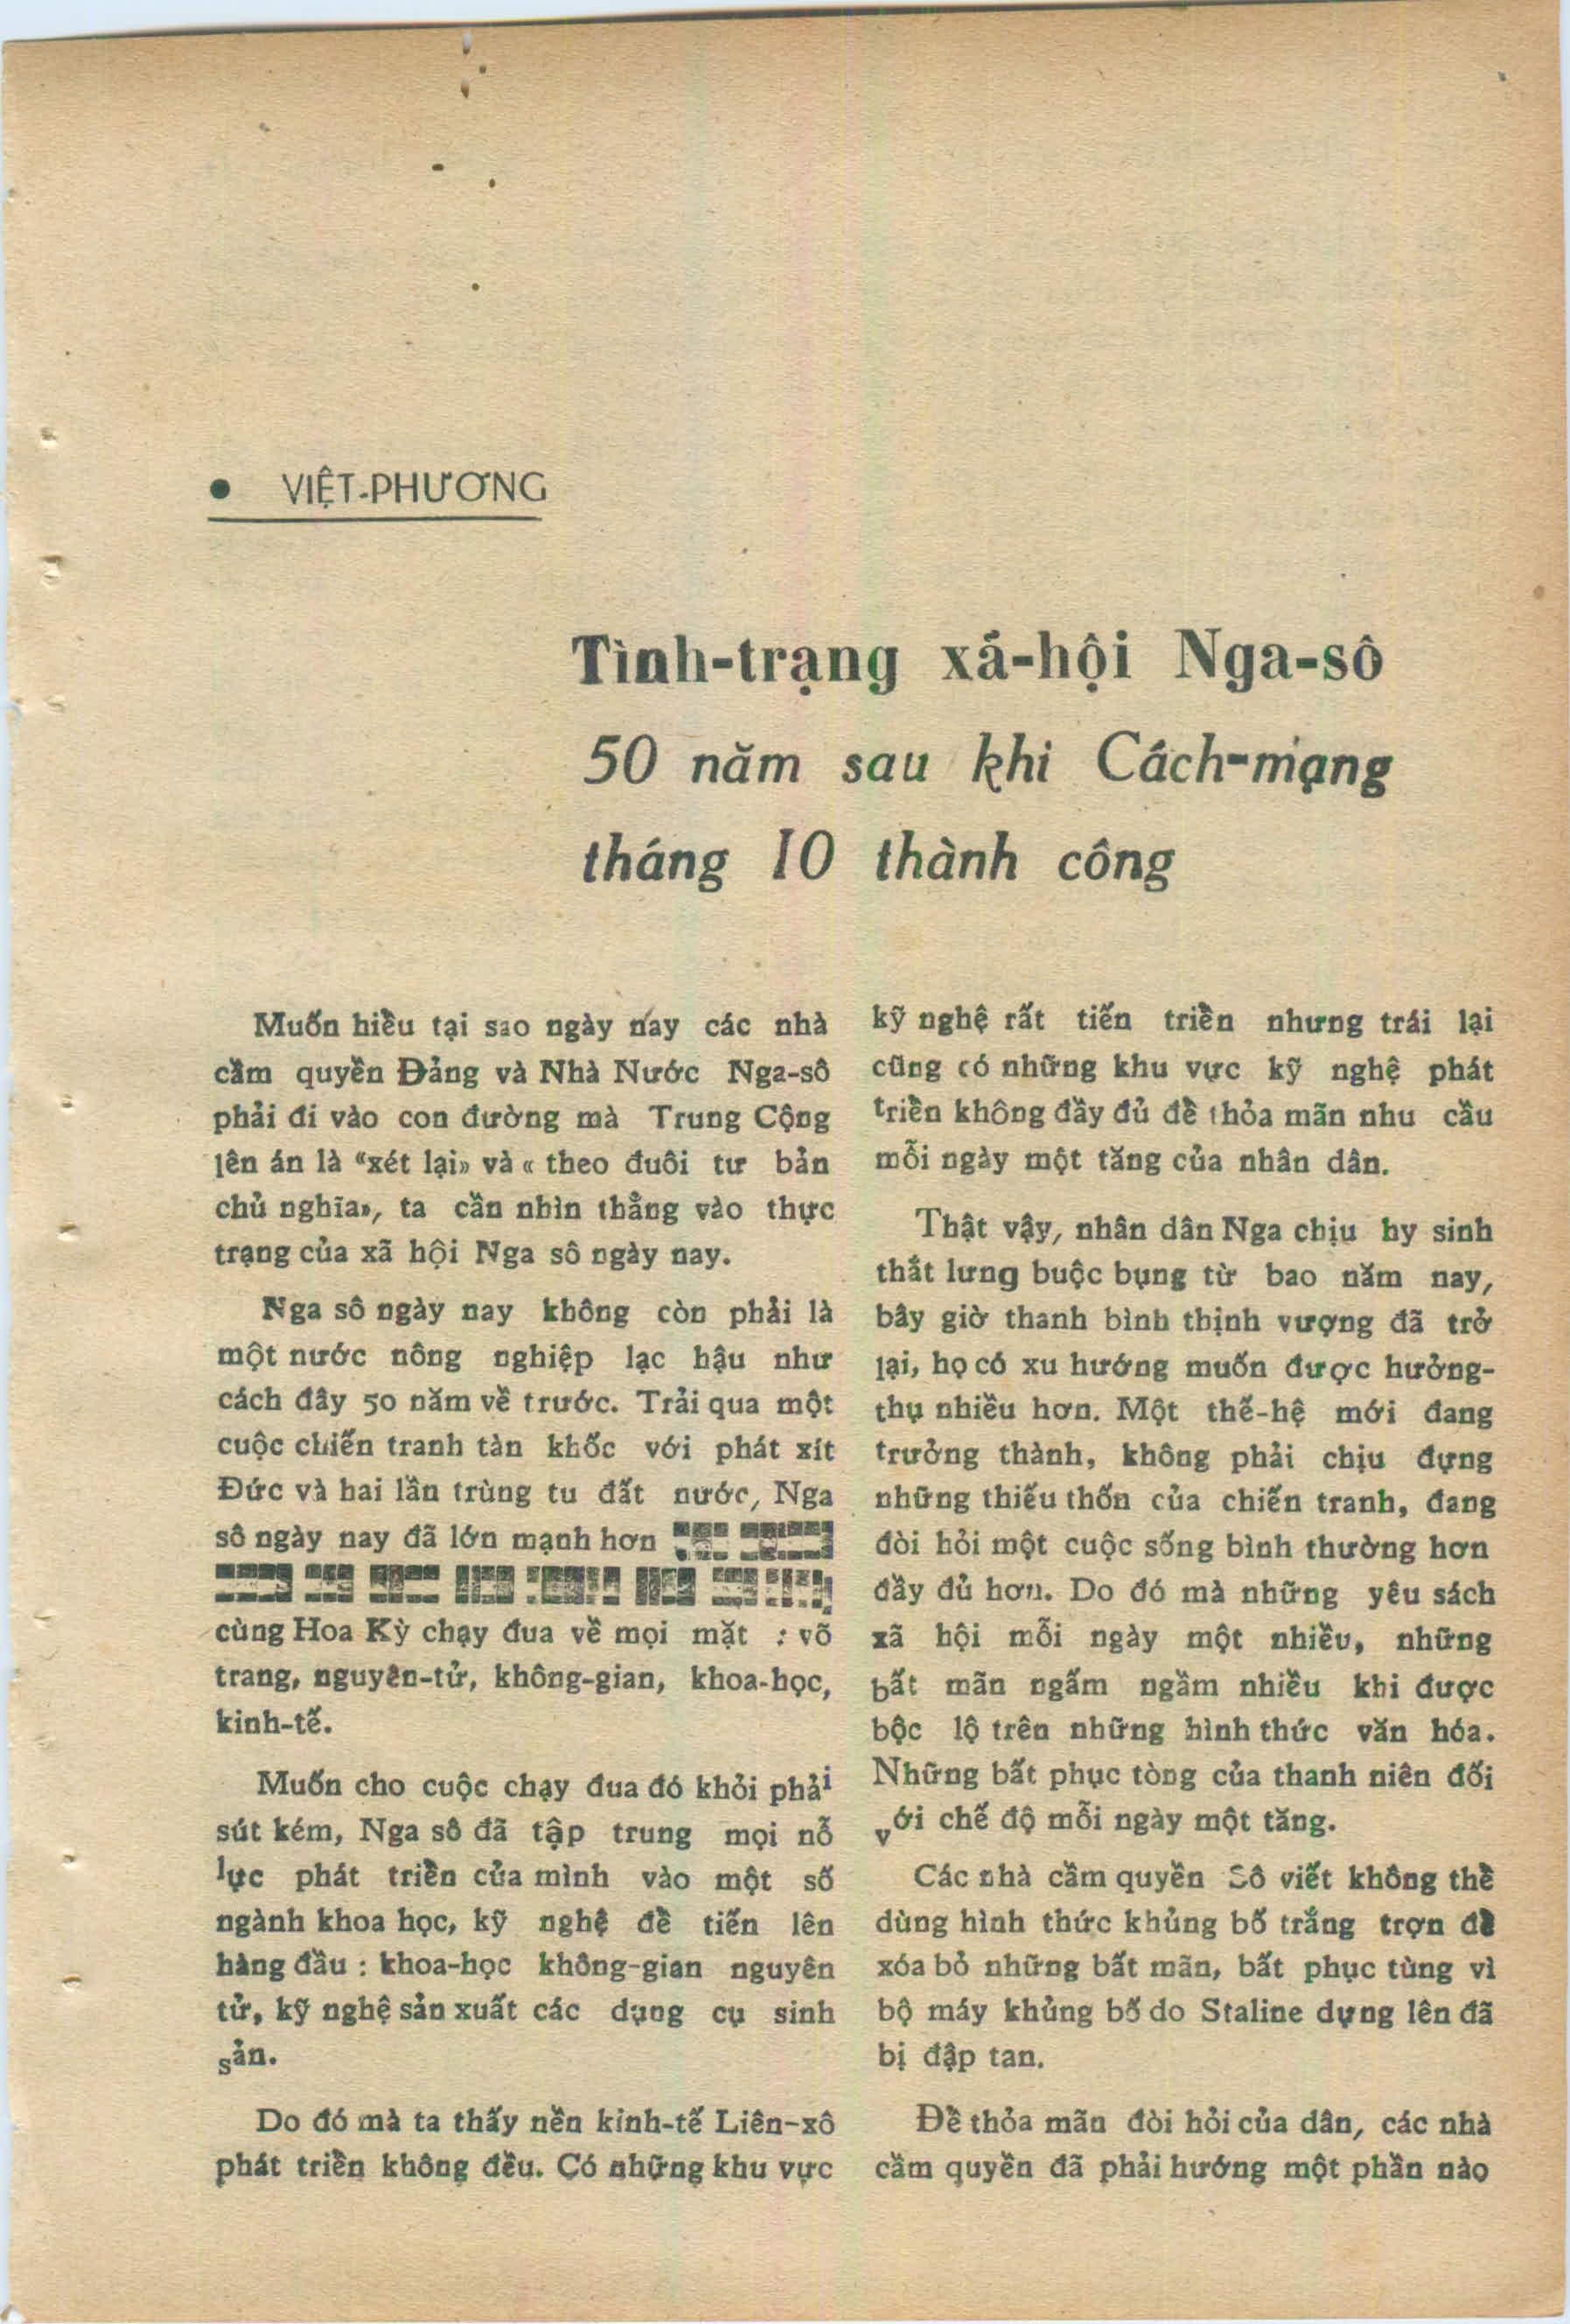 • VIỆT-PHƯƠNG
Tình-trạng xã-hội Nga-sô
50 năm sau khi Cách-mạng
tháng 10 thành công
Muốn hiểu tại sao ngày nay các nhà
cầm quyền Đảng và Nhà Nước Nga-sô
phải đi vào con đường mà Trung Cộng
lên án là “xét lại» và « theo đuôi tư bản
chủ nghĩa», ta cần nhìn thẳng vào thực
trạng của xã hội Nga sô ngày nay.
Nga sô ngày nay không còn phải là
một nước nông nghiệp lạc hậu như
cách đây 50 năm về trước. Trải qua một
cuộc chiến tranh tàn khốc với phát xít
Đức và hai lần trùng tu đất nước, Nga
sô ngày nay đã lớn mạnh hơn
cùng Hoa Kỳ chạy đua về mọi mặt : võ
trang, nguyên-tử, không-gian, khoa-học,
kinh-tế.
Muốn cho cuộc chạy đua đó khỏi phải
sút kém, Nga sô đã tập trung mọi nỗ
lực phát triển của mình vào một số
ngành khoa học, kỹ nghệ để tiến lên
hàng đầu : khoa-học không-gian nguyên
tử, kỹ nghệ sản xuất các dụng cụ sinh
sản.
Do đó mà ta thấy nền kinh-tế Liên-xô
phát triển không đều. Có những khu vực
kỹ nghệ rất tiến triển nhưng trái lại
cũng có những khu vực kỹ nghệ phát
triển không đầy đủ để thỏa mãn nhu cầu
mỗi ngày một tăng của nhân dân.
Thật vậy, nhân dân Nga chịu hy sinh
thắt lưng buộc bụng từ bao năm nay,
bây giờ thanh bình thịnh vượng đã trở
lại, họ có xu hướng muốn được hưởng-
thụ nhiều hơn. Một thế-hệ mới đang
trưởng thành, không phải chịu đựng
những thiếu thốn của chiến tranh, đang
đòi hỏi một cuộc sống bình thường hơn
đầy đủ hơn. Do đó mà những yêu sách
xã hội mỗi ngày một nhiều, những
bất mãn ngấm ngầm nhiều khi được
bộc lộ trên những hình thức văn hóa.
Những bất phục tòng của thanh niên đối
với chế độ mỗi ngày một tăng.
Các nhà cầm quyền Sô viết không thể
dùng hình thức khủng bố trắng trợn để
xóa bỏ những bất mãn, bất phục tùng vì
bộ máy khủng bố do Staline dựng lên đã
bị đập tan.
Để thỏa mãn đòi hỏi của dân, các nhà
cầm quyền đã phải hướng một phần nào